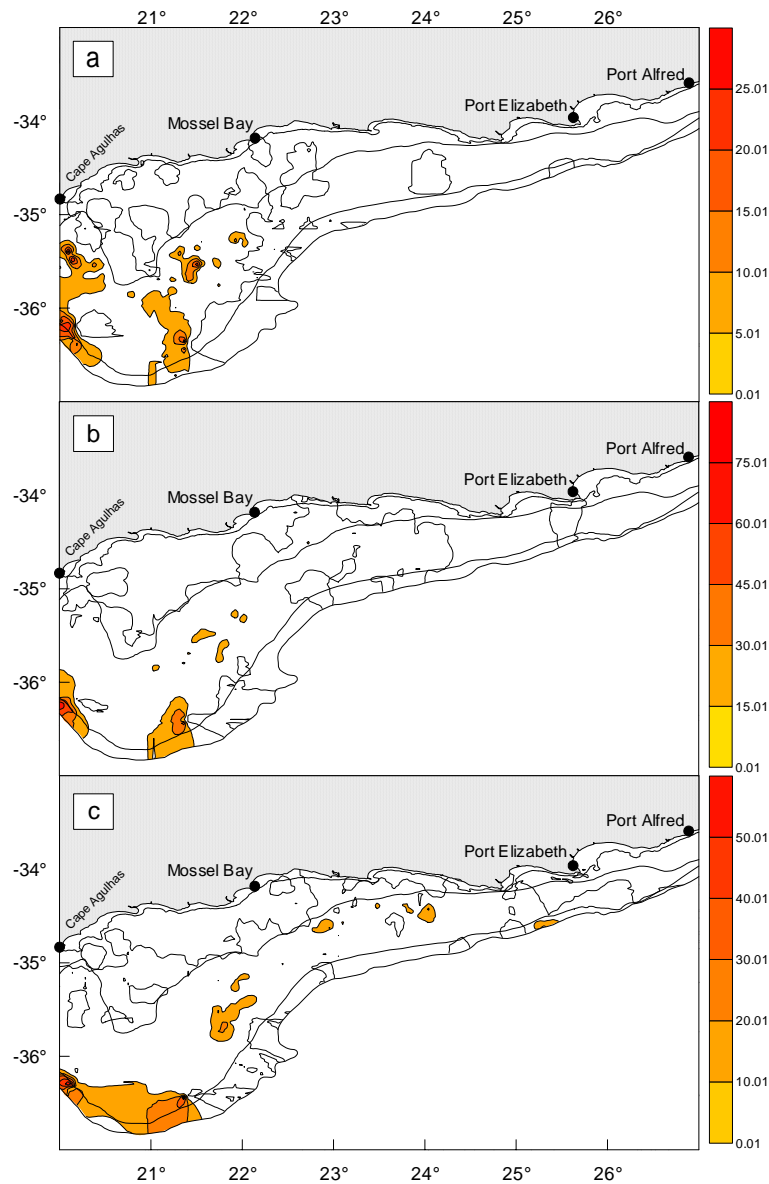 21° 22° 23° 24° 25° 26°
a
Port Alfred
Port Elizabeth
Mossel Bay
Cape Agulhas
-34°
-35°
-36°
25.01
20.01
15.01
10.01
5.01
0.01
b
Port Alfred
Port Elizabeth
Mossel Bay
Cape Agulhas
-34°
-35°
-36°
75.01
60.01
45.01
30.01
15.01
0.01
c
Port Alfred
Port Elizabeth
Mossel Bay
Cape Agulhas
-34°
-35°
-36°
50.01
40.01
30.01
20.01
10.01
0.01
21° 22° 23° 24° 25° 26°